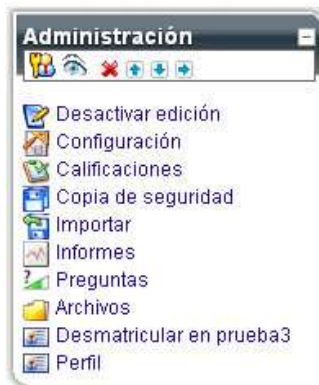 Administración
Desactivar edición
Configuración
Calificaciones
Copia de seguridad
Importar
Informes
Preguntas
Archivos
Desmatricular en prueba3
Perfil